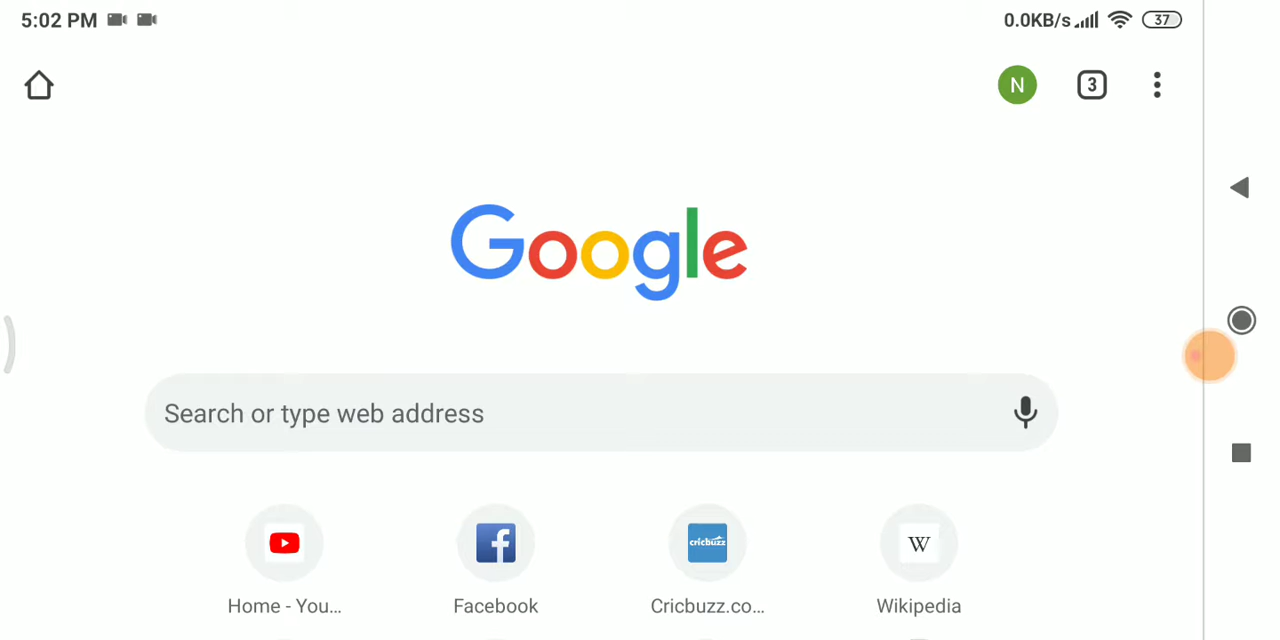 5:02 PM 0.0KB/s 37
N 3
Google
Search or type web address
cricbuzz W
Home - You... Facebook Cricbuzz.co... Wikipedia